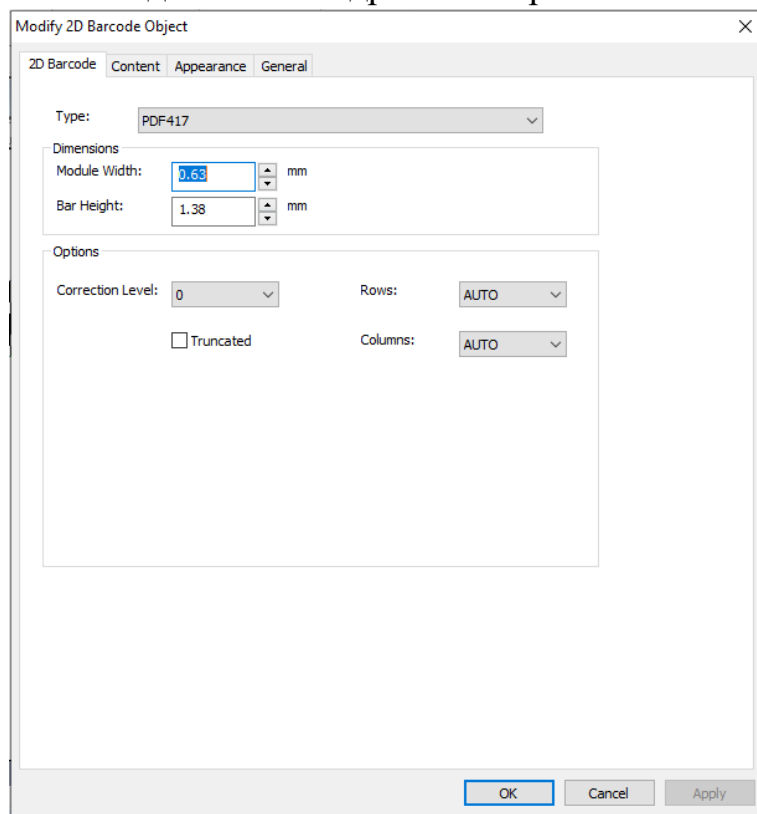 Modify 2D Barcode Object
2D Barcode Content Appearance General
Type: PDF417
Dimensions
Module Width: 0.63 mm
Bar Height: 1.38 mm
Options
Correction Level: 0 Rows: AUTO
Truncated Columns: AUTO
OK Cancel Apply